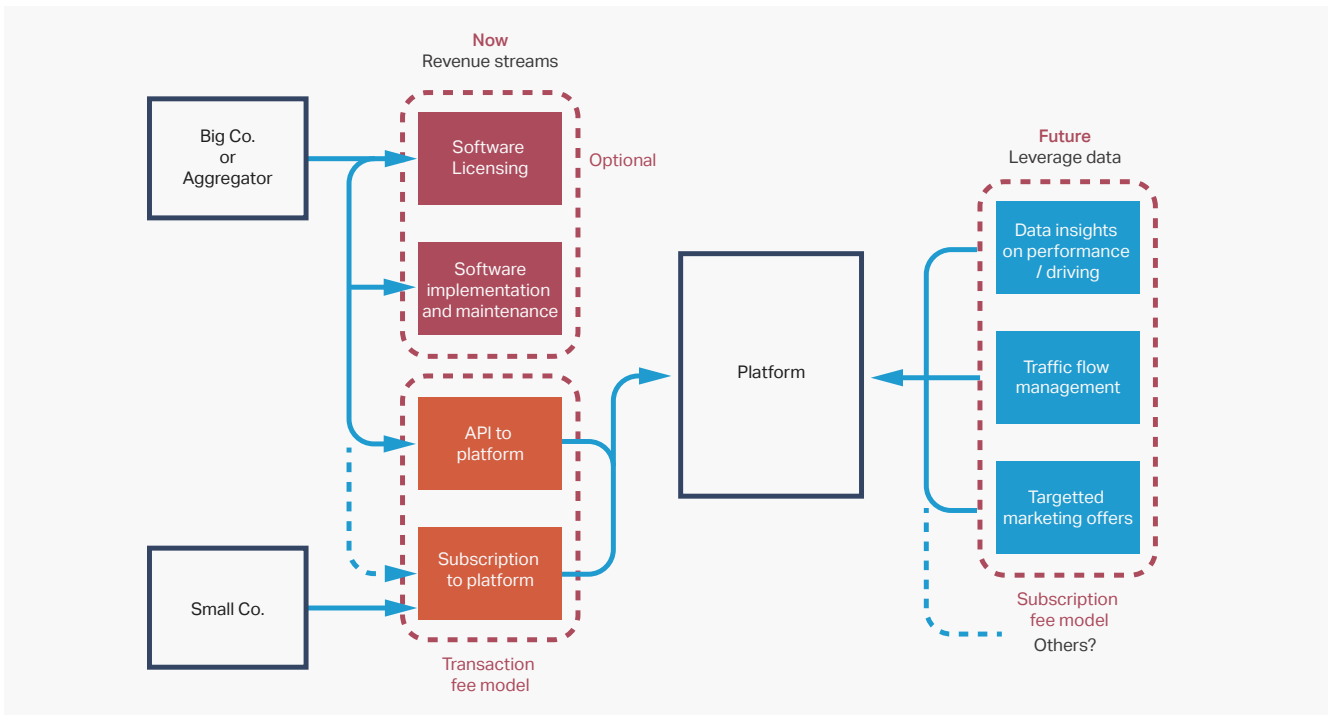 Now
Revenue streams
Big Co.
or
Aggregator
Software
Licensing
Optional
Software
implementation
and maintenance
API to
platform
Subscription
to platform
Small Co.
Transaction
fee model
Platform
Future
Leverage data
Data insights
on performance
/ driving
Traffic flow
management
Targetted
marketing offers
Subscription
fee model
Others?